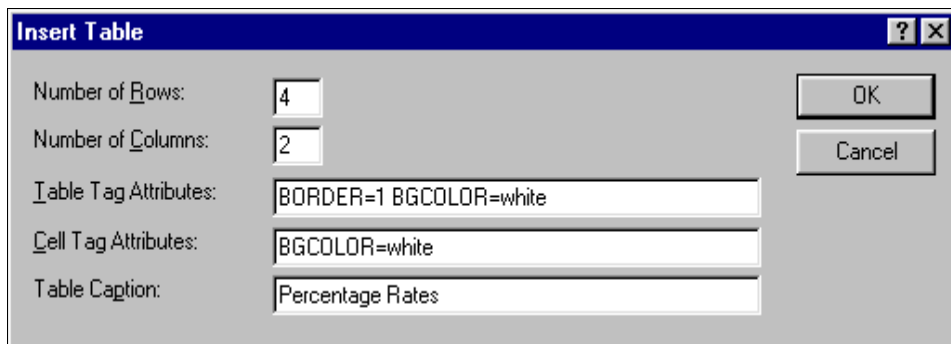 Insert Table ? X
Number of Rows: 4 OK
Number of Columns: 2 Cancel
Table Tag Attributes: BORDER=1 BGCOLOR=white
Cell Tag Attributes: BGCOLOR=white
Table Caption: Percentage Rates